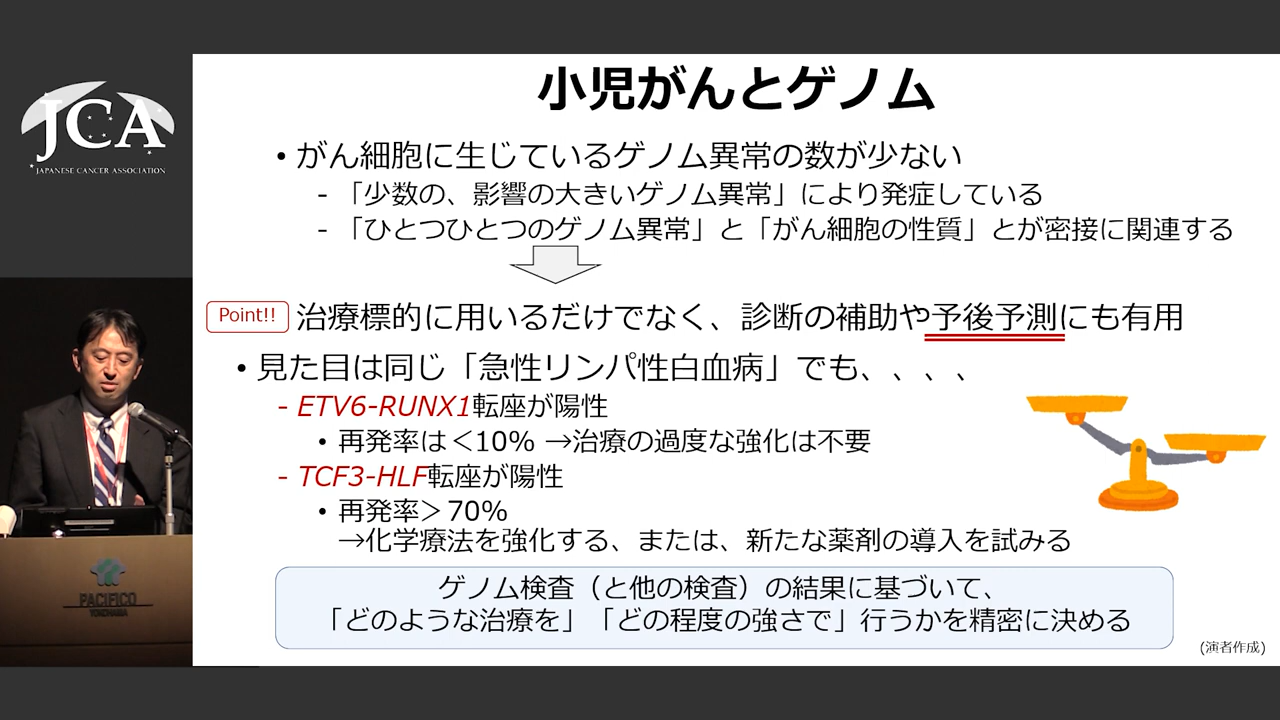 小児がんとゲノム
JCA
JAPANESE CANCER ASSOCIATION
• がん細胞に生じているゲノム異常の数が少ない
- 「少数の、影響の大きいゲノム異常」により発症している
- 「ひとつひとつのゲノム異常」と「がん細胞の性質」とが密接に関連する
Point!! 治療標的に用いるだけでなく、診断の補助や予後予測にも有用
• 見た目は同じ「急性リンパ性白血病」でも、、、、
- ETV6-RUNX1転座が陽性
• 再発率は＜10% →治療の過度な強化は不要
- TCF3-HLF転座が陽性
• 再発率＞70%
→化学療法を強化する、または、新たな薬剤の導入を試みる
ゲノム検査（と他の検査）の結果に基づいて、
「どのような治療を」「どの程度の強さで」行うかを精密に決める
(演者作成)
PACIFICO
YOKOHAMA